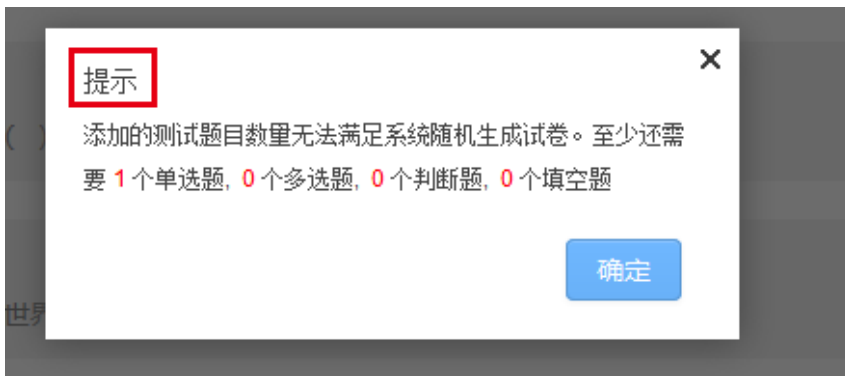 提示
添加的测试题目数量无法满足系统随机生成试卷。至少还需
要 1 个单选题, 0 个多选题, 0 个判断题, 0 个填空题
确定
( )
世界